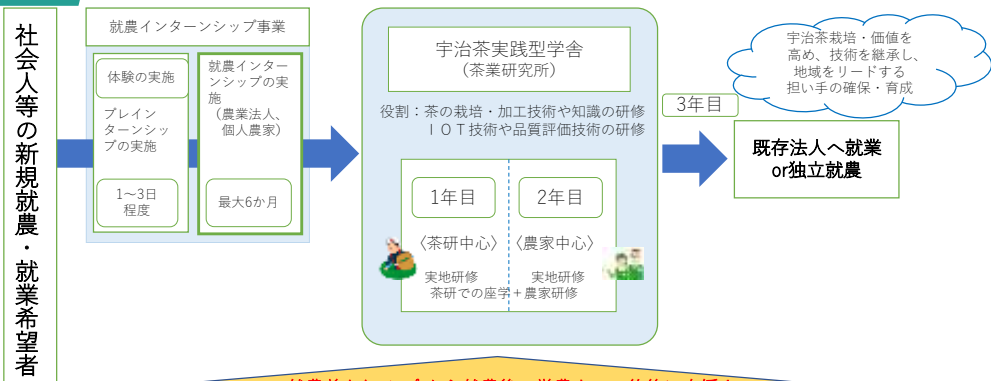 社会人等の新規就農・就業希望者
就農インターンシップ事業
体験の実施
プレイン
ターンシッ
プの実施
1~3日
程度
就農インター
ンシップの実
施
(農業法人、
個人農家)
最大6か月
宇治茶実践型学舎
(茶業研究所)
役割:茶の栽培・加工技術や知識の研修
IOT技術や品質評価技術の研修
1年目
2年目
〈茶研中心〉
〈農家中心〉
実地研修
実地研修
茶研での座学+農家研修
3年目
宇治茶栽培・価値を
高め、技術を継承し、
地域をリードする
担い手の確保・育成
既存法人へ就業
or独立就農